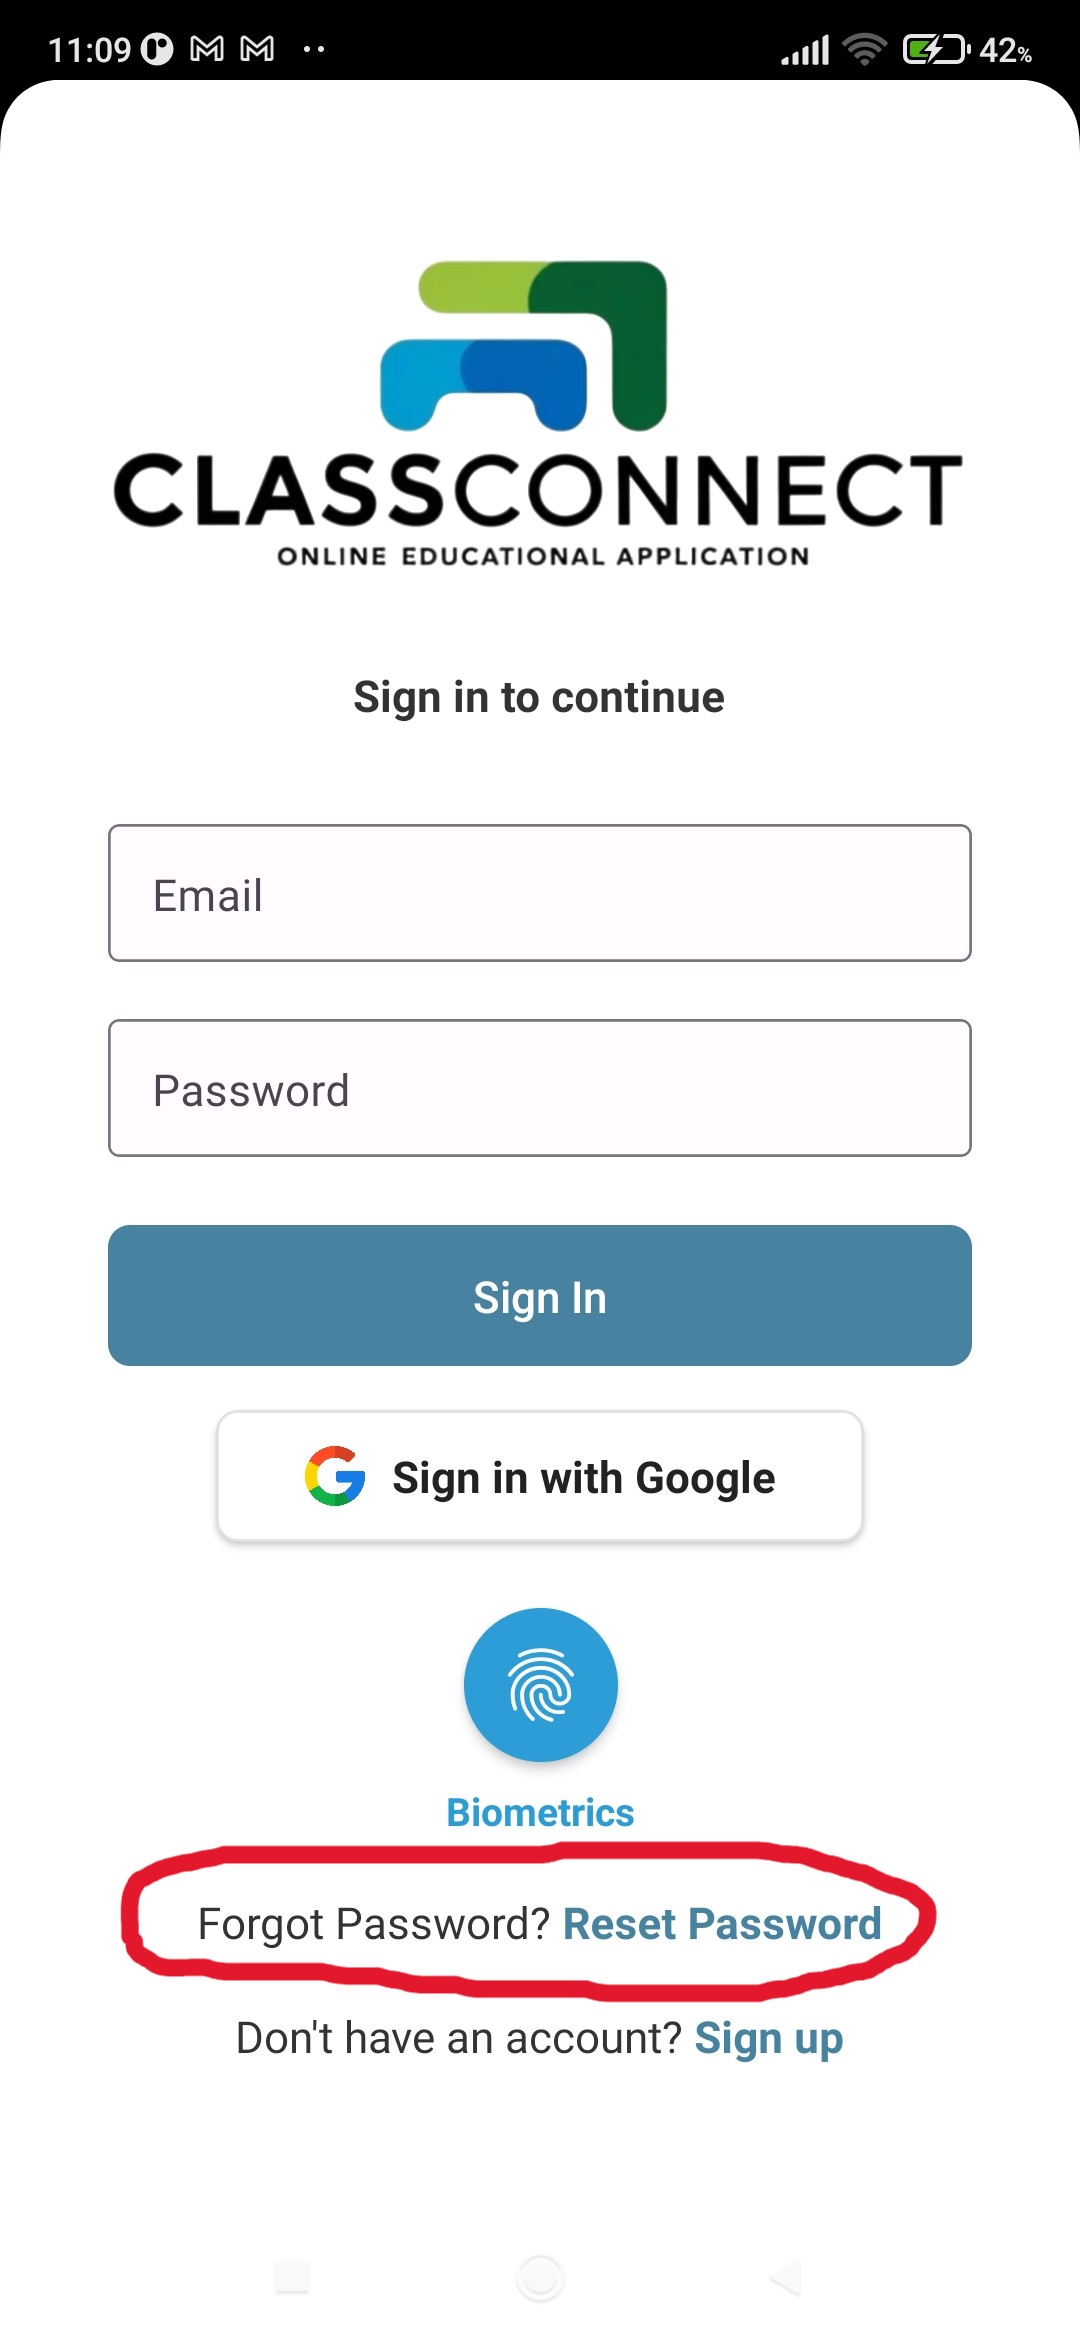 11:09 42%
CLASSCONNECT
ONLINE EDUCATIONAL APPLICATION
Sign in to continue
Email
Password
Sign In
Sign in with Google
Biometrics
Forgot Password? Reset Password
Don't have an account? Sign up